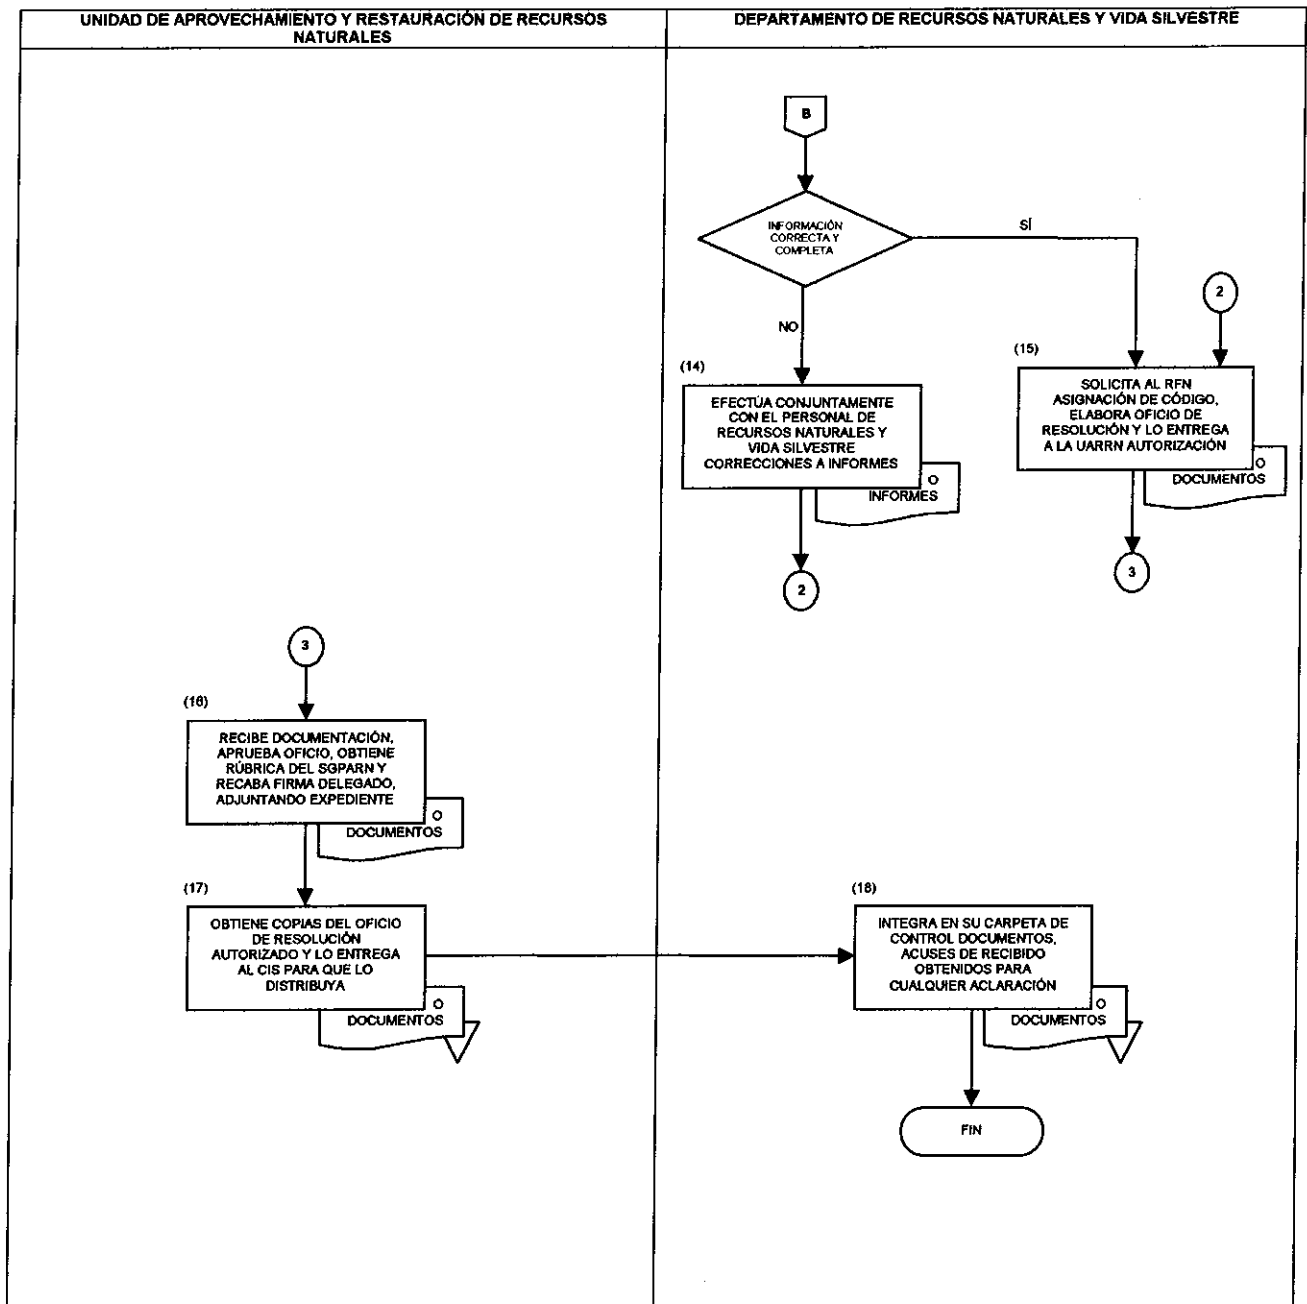 UNIDAD DE APROVECHAMIENTO Y RESTAURACIÓN DE RECURSOS
NATURALES
DEPARTAMENTO DE RECURSOS NATURALES Y VIDA SILVESTRE
B
INFORMACIÓN
CORRECTA Y
COMPLETA
SÍ
NO
2
(14)
EFECTÚA CONJUNTAMENTE
CON EL PERSONAL DE
RECURSOS NATURALES Y
VIDA SILVESTRE
CORRECCIONES A INFORMES
O
INFORMES
2
(15)
SOLICITA AL RFN
ASIGNACIÓN DE CÓDIGO,
ELABORA OFICIO DE
RESOLUCIÓN Y LO ENTREGA
A LA UARRN AUTORIZACIÓN
O
DOCUMENTOS
3
3
(16)
RECIBE DOCUMENTACIÓN,
APRUEBA OFICIO, OBTIENE
RÚBRICA DEL SGPARN Y
RECABA FIRMA DELEGADO,
ADJUNTANDO EXPEDIENTE
O
DOCUMENTOS
(17)
OBTIENE COPIAS DEL OFICIO
DE RESOLUCIÓN
AUTORIZADO Y LO ENTREGA
AL CIS PARA QUE LO
DISTRIBUYA
O
DOCUMENTOS
(18)
INTEGRA EN SU CARPETA DE
CONTROL DOCUMENTOS,
ACUSES DE RECIBIDO
OBTENIDOS PARA
CUALQUIER ACLARACIÓN
O
DOCUMENTOS
FIN